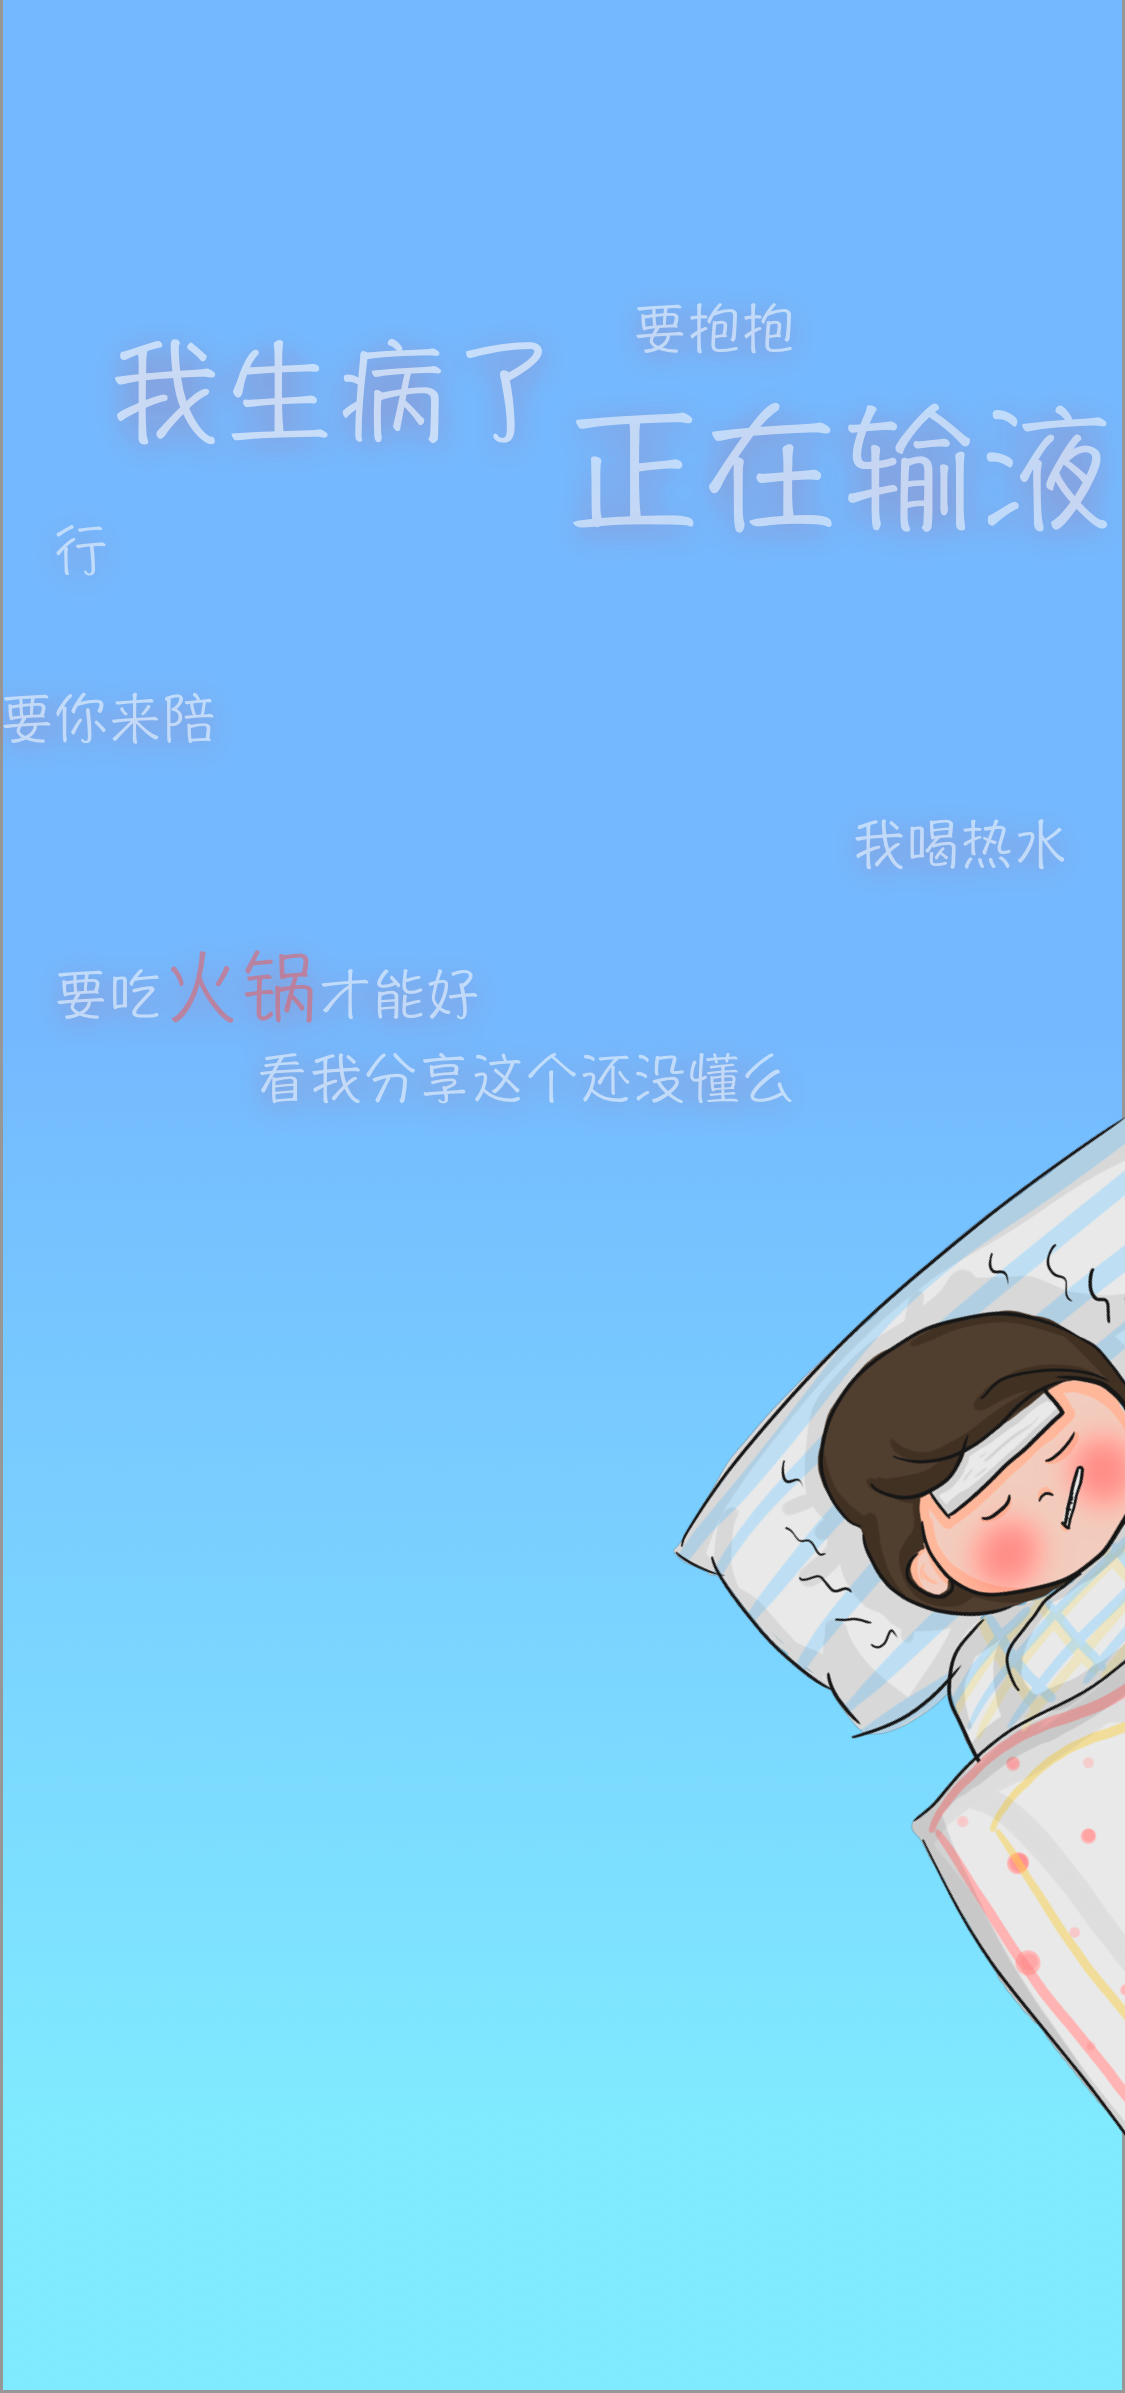 要抱抱
我生病了
正在输液
行
要你来陪
我喝热水
要吃火锅才能好
看我分享这个还没懂么